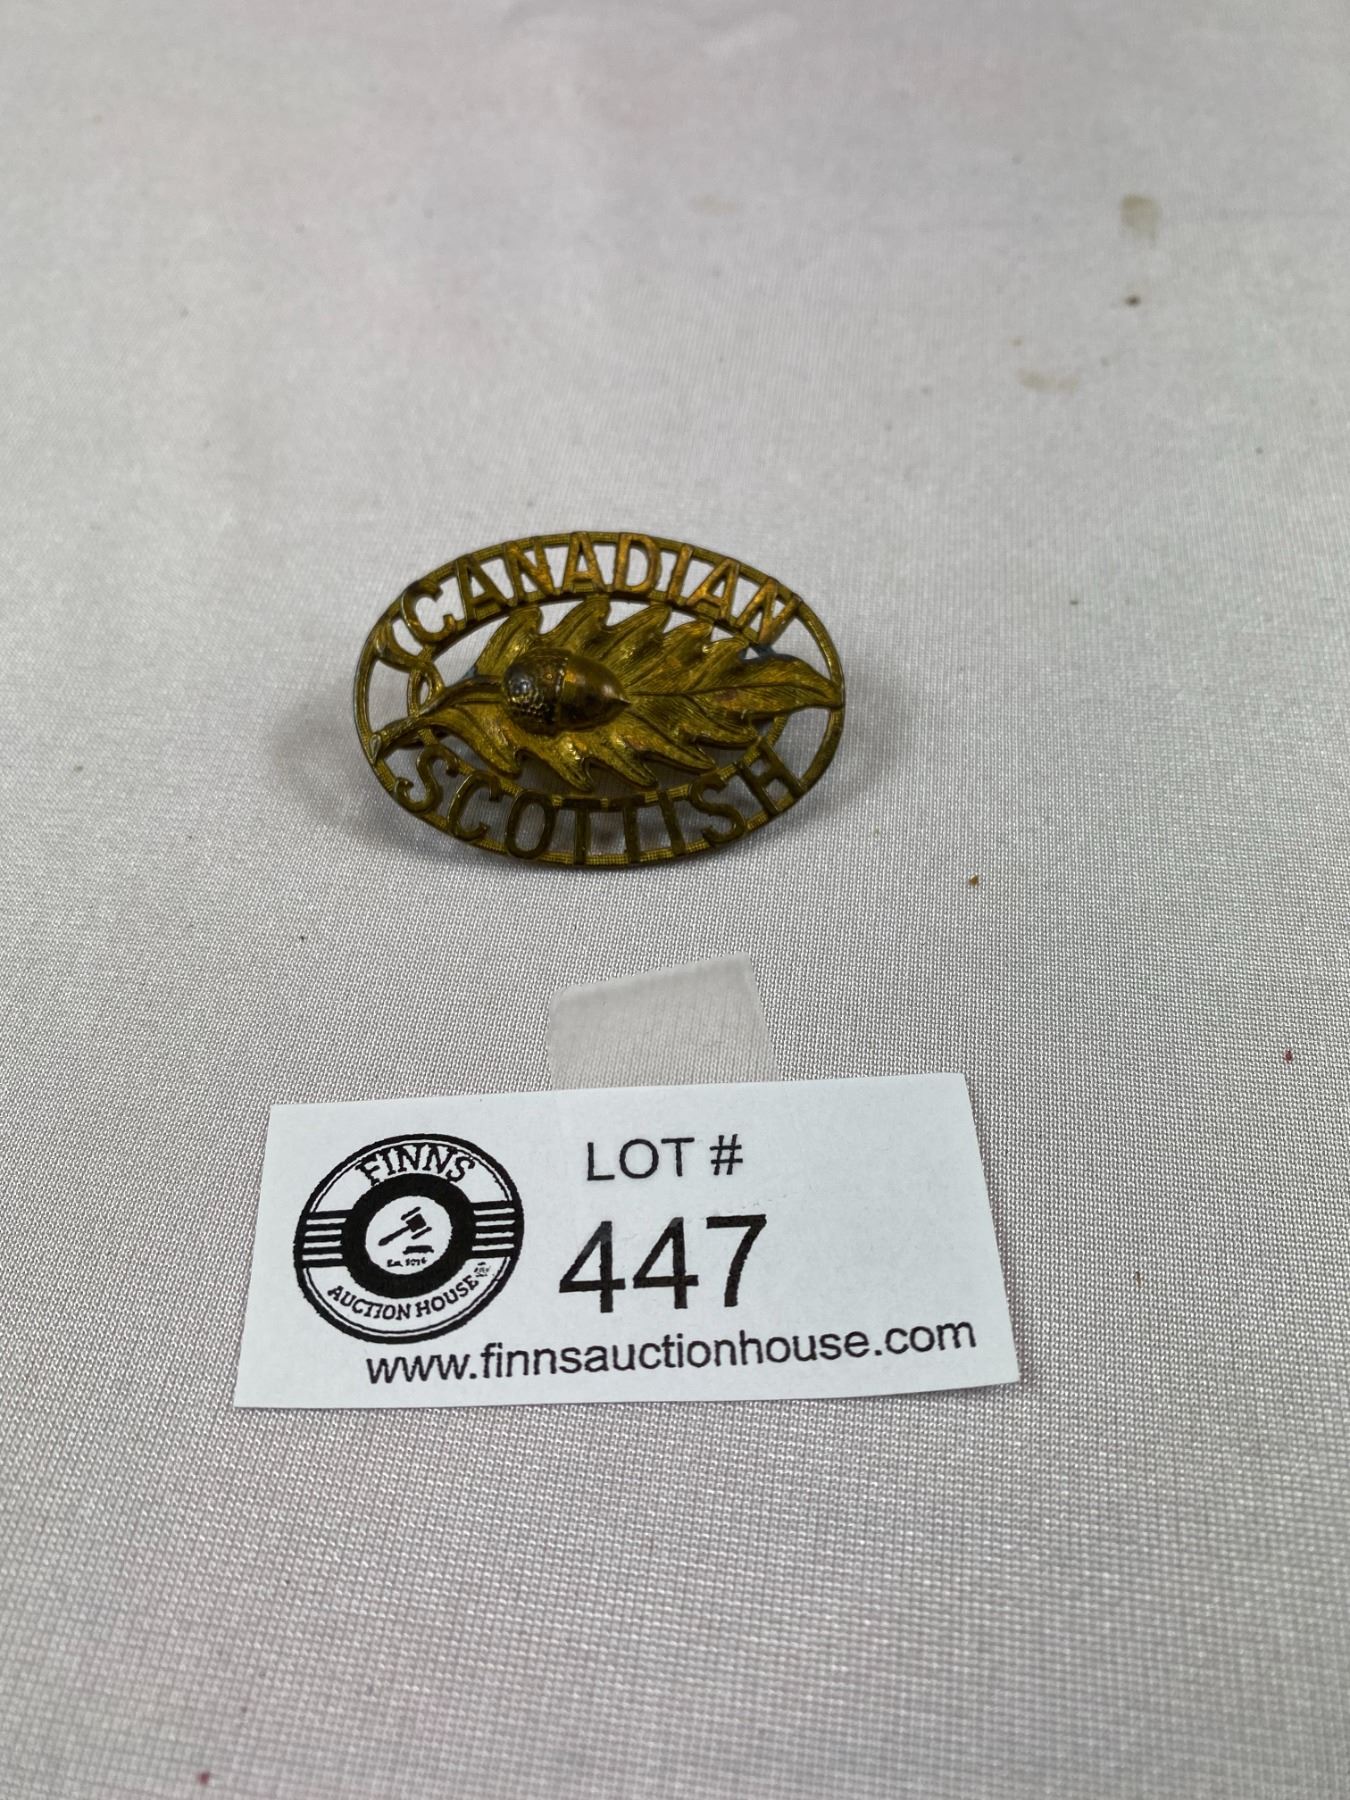 CANADIAN
SCOTTISH
FINNS
AUCTION HOUSE
LOT #
447
www.finnsauctionhouse.com